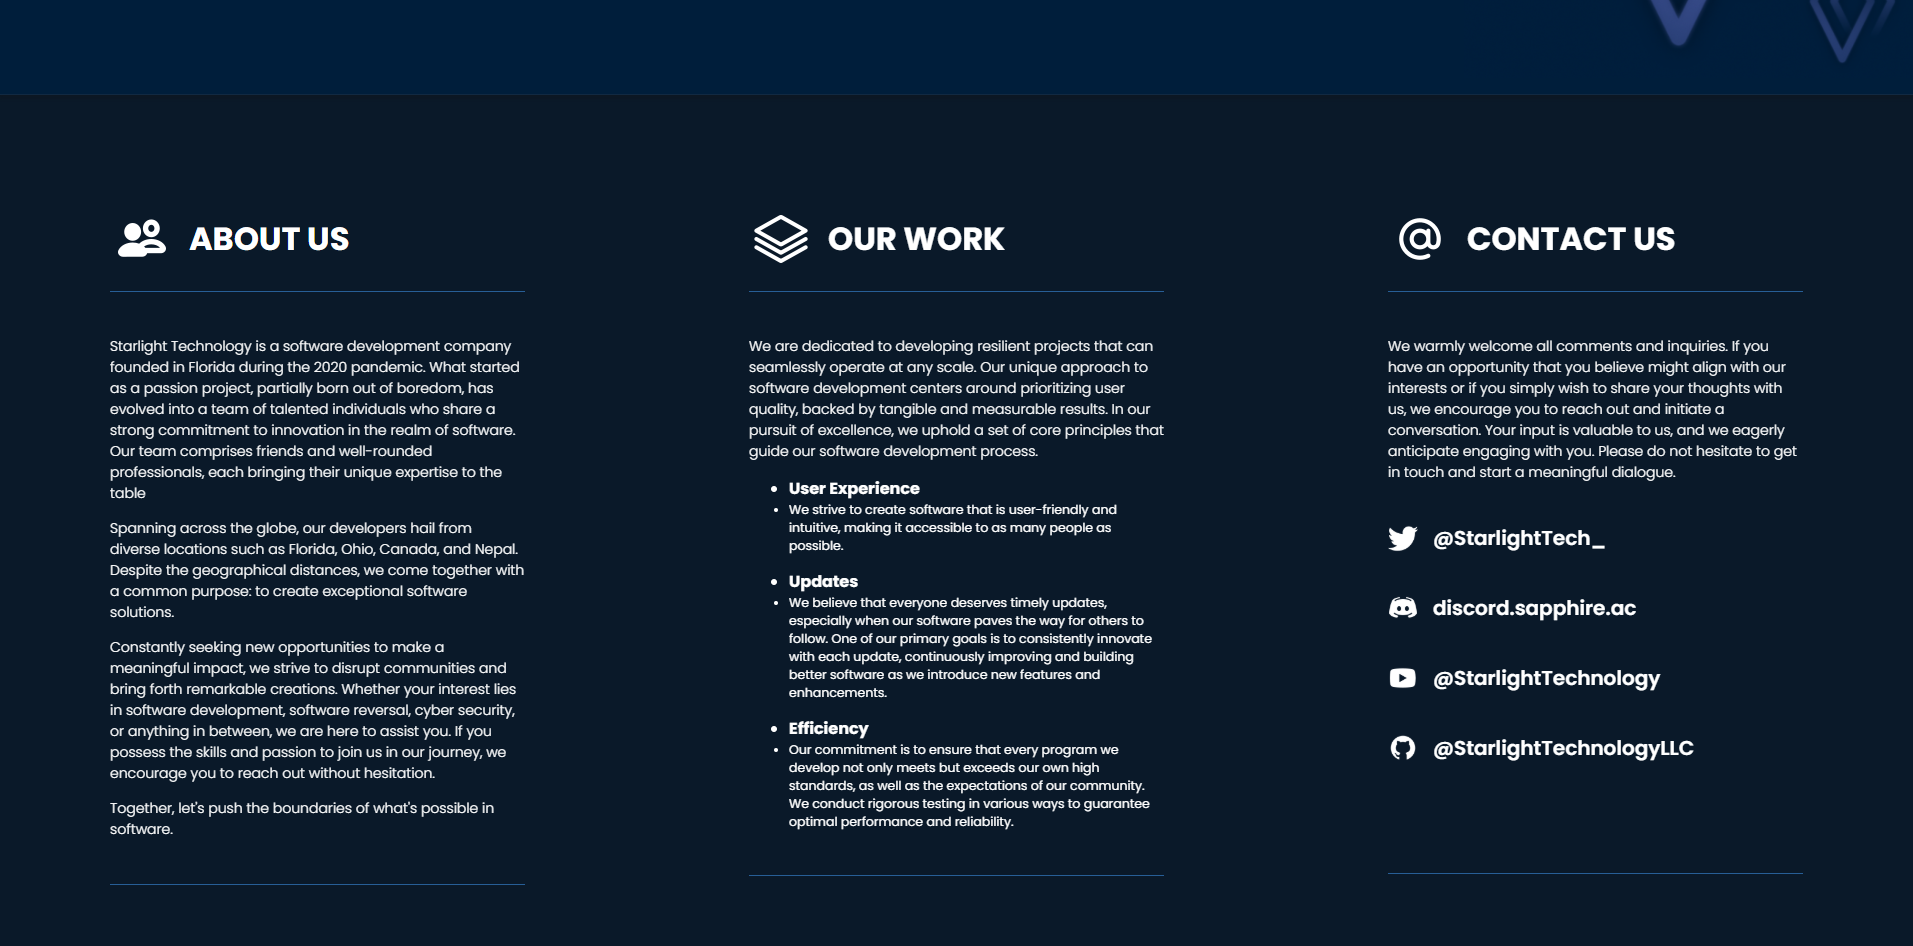 ABOUT US
Starlight Technology is a software development company
founded in Florida during the 2020 pandemic. What started
as a passion project, partially born out of boredom, has
evolved into a team of talented individuals who share a
strong commitment to innovation in the realm of software.
Our team comprises friends and well-rounded
professionals, each bringing their unique expertise to the
table
Spanning across the globe, our developers hail from
diverse locations such as Florida, Ohio, Canada, and Nepal.
Despite the geographical distances, we come together with
a common purpose: to create exceptional software
solutions.
Constantly seeking new opportunities to make a
meaningful impact, we strive to disrupt communities and
bring forth remarkable creations. Whether your interest lies
in software development, software reversal, cyber security,
or anything in between, we are here to assist you. If you
possess the skills and passion to join us in our journey, we
encourage you to reach out without hesitation.
Together, let's push the boundaries of what's possible in
software.
OUR WORK
We are dedicated to developing resilient projects that can
seamlessly operate at any scale. Our unique approach to
software development centers around prioritizing user
quality, backed by tangible and measurable results. In our
pursuit of excellence, we uphold a set of core principles that
guide our software development process.
• User Experience
• We strive to create software that is user-friendly and
intuitive, making it accessible to as many people as
possible.
• Updates
• We believe that everyone deserves timely updates,
especially when our software paves the way for others to
follow. One of our primary goals is to consistently innovate
with each update, continuously improving and building
better software as we introduce new features and
enhancements.
• Efficiency
• Our commitment is to ensure that every program we
develop not only meets but exceeds our own high
standards, as well as the expectations of our community.
We conduct rigorous testing in various ways to guarantee
optimal performance and reliability.
CONTACT US
We warmly welcome all comments and inquiries. If you
have an opportunity that you believe might align with our
interests or if you simply wish to share your thoughts with
us, we encourage you to reach out and initiate a
conversation. Your input is valuable to us, and we eagerly
anticipate engaging with you. Please do not hesitate to get
in touch and start a meaningful dialogue.
@StarlightTech_
discord.sapphire.ac
@StarlightTechnology
@StarlightTechnologyLLC